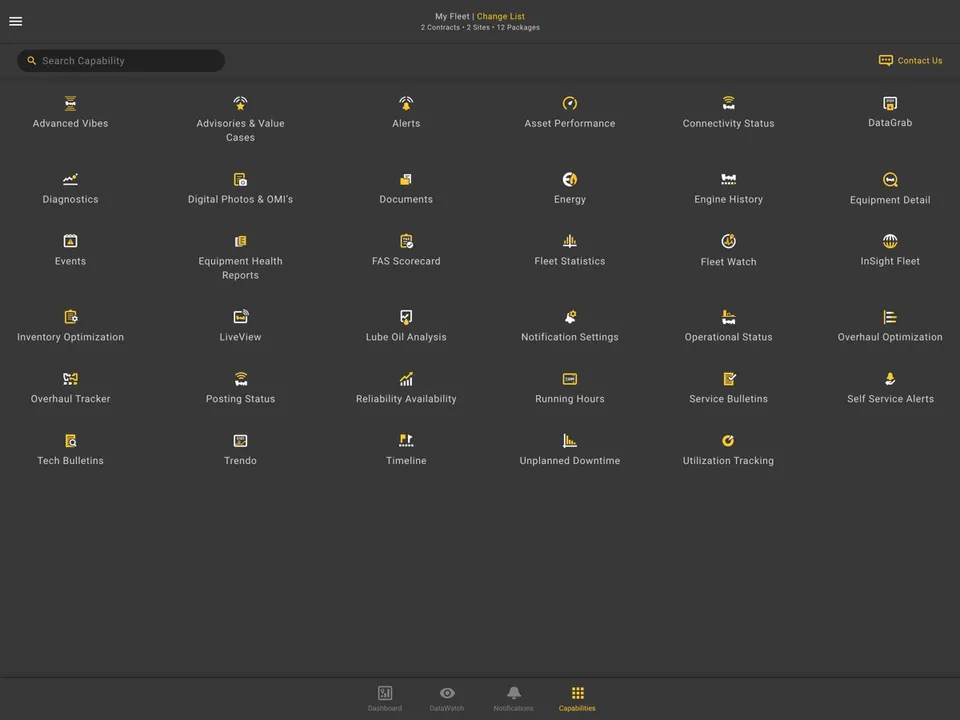 My Fleet | Change List
2 Contracts • 2 Sites • 12 Packages
Search Capability
Contact Us
Advanced Vibes
Advisories & Value
Cases
Alerts
Asset Performance
Connectivity Status
DataGrab
Diagnostics
Digital Photos & OMI's
Documents
Energy
Engine History
Equipment Detail
Events
Equipment Health
Reports
FAS Scorecard
Fleet Statistics
Fleet Watch
InSight Fleet
Inventory Optimization
LiveView
Lube Oil Analysis
Notification Settings
Operational Status
Overhaul Optimization
Overhaul Tracker
Posting Status
Reliability Availability
Running Hours
Service Bulletins
Self Service Alerts
Tech Bulletins
Trendo
Timeline
Unplanned Downtime
Utilization Tracking
Dashboard
DataWatch
Notifications
Capabilities